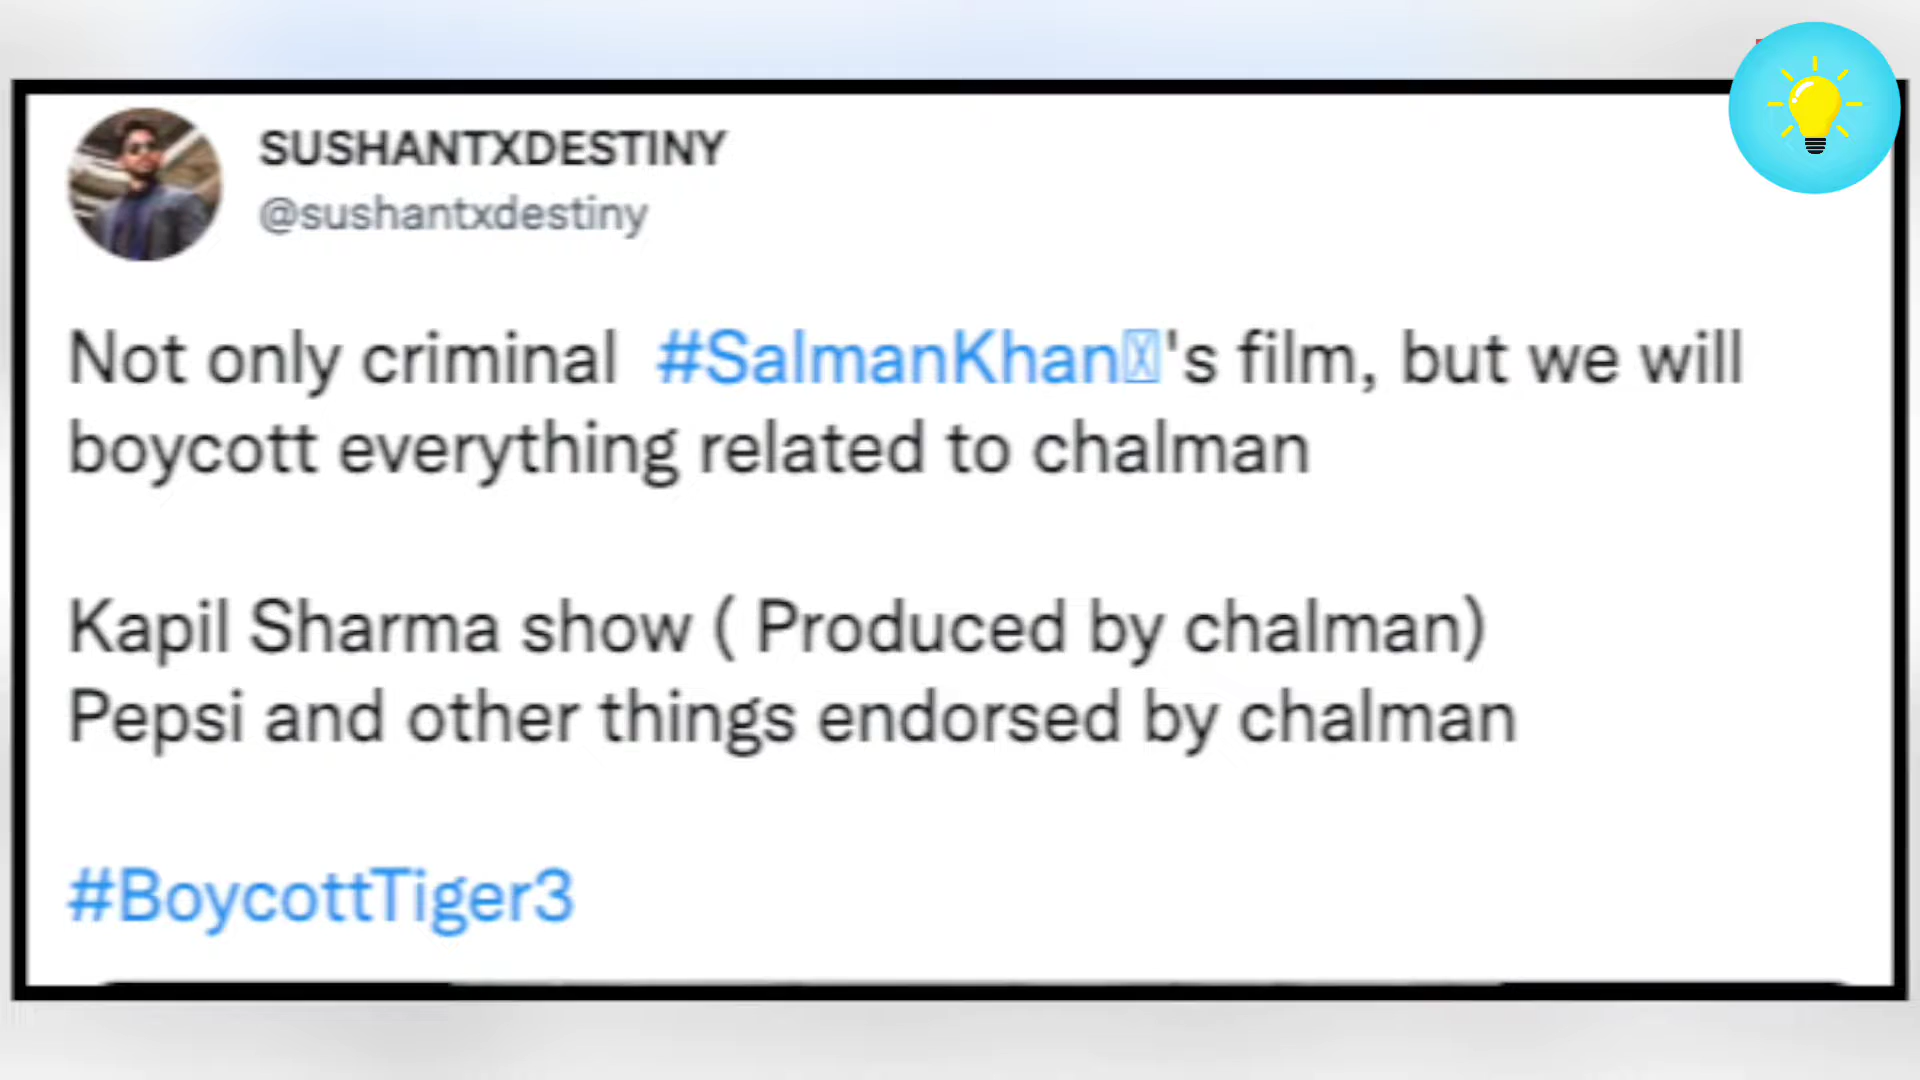 SUSHANTXDESTINY
@sushantxdestiny
Not only criminal #SalmanKhan's film, but we will
boycott everything related to chalman
Kapil Sharma show ( Produced by chalman)
Pepsi and other things endorsed by chalman
#BoycottTiger3